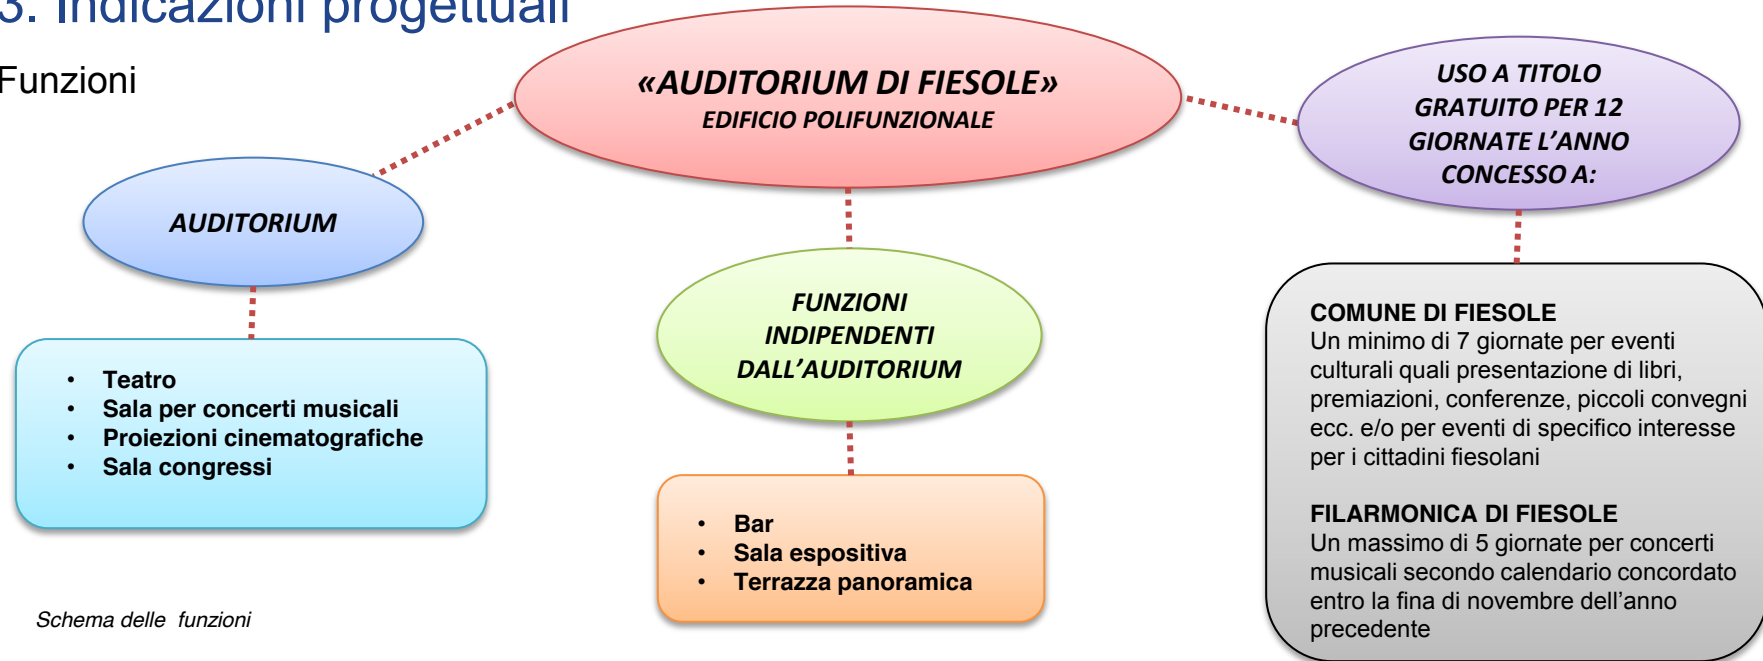 3. Indicazioni progettuali
Funzioni
«AUDITORIUM DI FIESOLE»
EDIFICIO POLIFUNZIONALE
USO A TITOLO
GRATUITO PER 12
GIORNATE L’ANNO
CONCESSO A:
AUDITORIUM
FUNZIONI
INDIPENDENTI
DALL’AUDITORIUM
• Teatro
• Sala per concerti musicali
• Proiezioni cinematografiche
• Sala congressi
• Bar
• Sala espositiva
• Terrazza panoramica
COMUNE DI FIESOLE
Un minimo di 7 giornate per eventi
culturali quali presentazione di libri,
premiazioni, conferenze, piccoli convegni
ecc. e/o per eventi di specifico interesse
per i cittadini fiesolani
FILARMONICA DI FIESOLE
Un massimo di 5 giornate per concerti
musicali secondo calendario concordato
entro la fina di novembre dell’anno
precedente
Schema delle funzioni